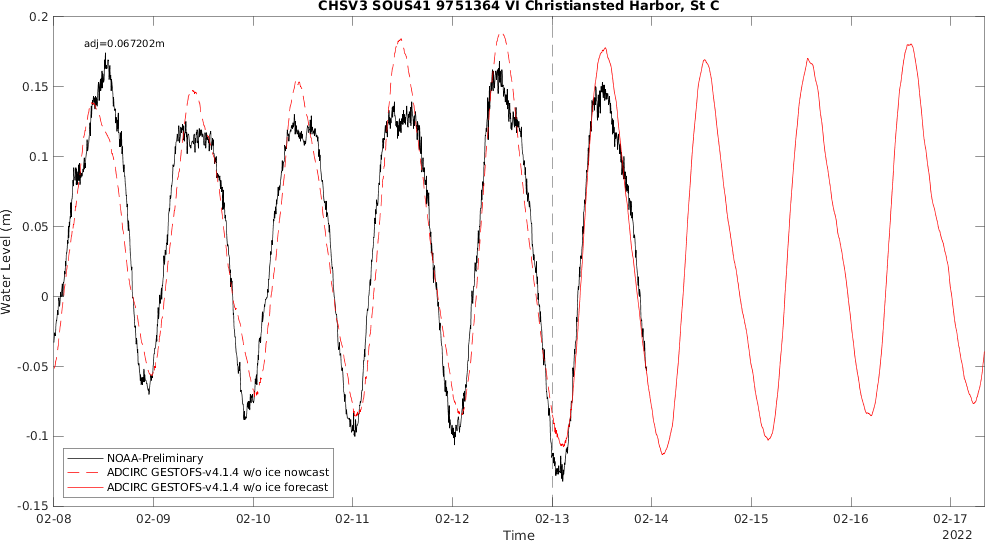 CHSV3 SOUS41 9751364 VI Christiansted Harbor, St C
adj=0.067202m
0.2
0.15
0.1
0.05
0
-0.05
-0.1
-0.15
Water Level (m)
NOAA-Preliminary
ADCIRC GESTOFS-v4.1.4 w/o ice nowcast
ADCIRC GESTOFS-v4.1.4 w/o ice forecast
02-08 02-09 02-10 02-11 02-12 02-13 02-14 02-15 02-16 02-17
Time
2022